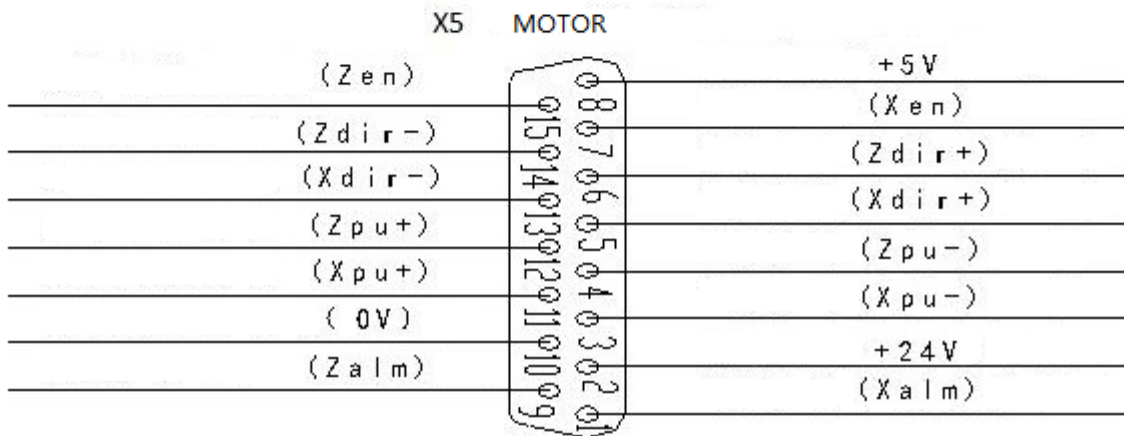 X5 MOTOR
(Zen)
(Zdir-)
(Xdir-)
(Zpu+)
(Xpu+)
(0V)
(Zalm)
15
14
13
12
11
10
9
8
7
6
5
4
3
2
1
+5V
(Xen)
(Zdir+)
(Xdir+)
(Zpu-)
(Xpu-)
+24V
(Xalm)